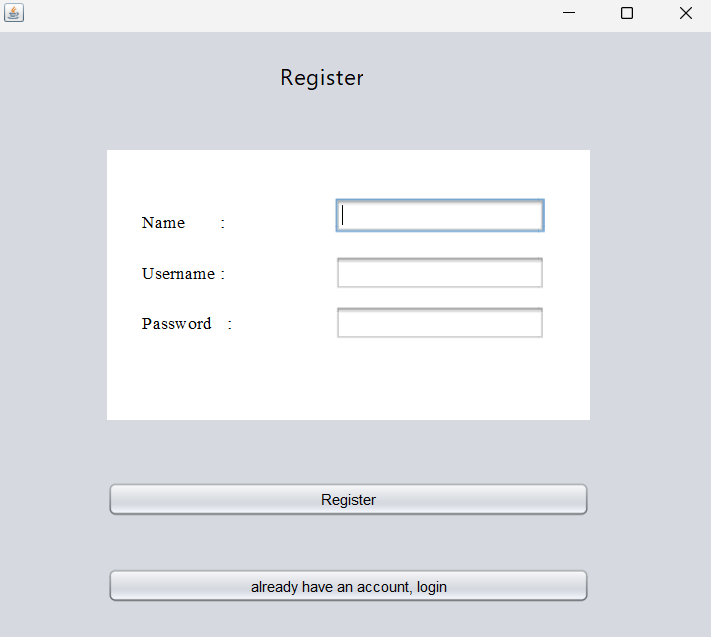 Register
Name :
Username :
Password :
Register
already have an account, login